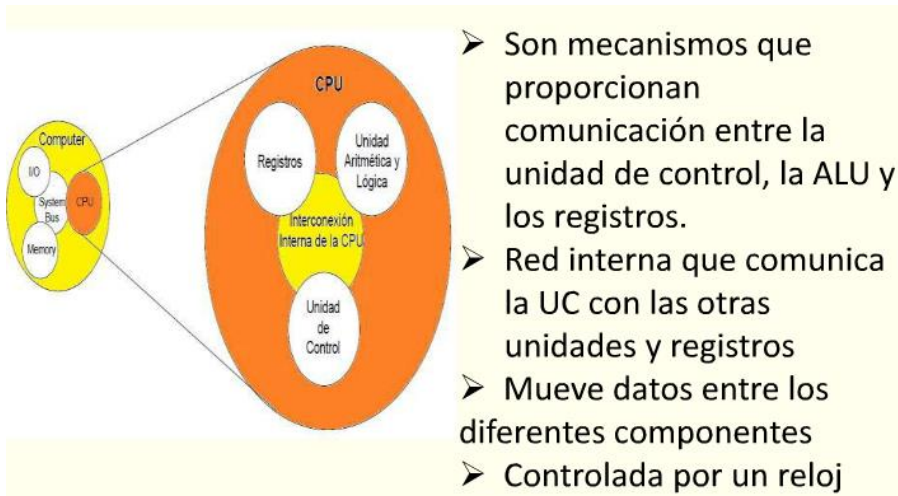 Computer
I/O
System
Bus
CPU
Memory
CPU
Registros
Unidad
Aritmética y
Lógica
Interconexión
Interna de la CPU
Unidad
de
Control
➢ Son mecanismos que
proporcionan
comunicación entre la
unidad de control, la ALU y
los registros.
➢ Red interna que comunica
la UC con las otras
unidades y registros
➢ Mueve datos entre los
diferentes componentes
➢ Controlada por un reloj